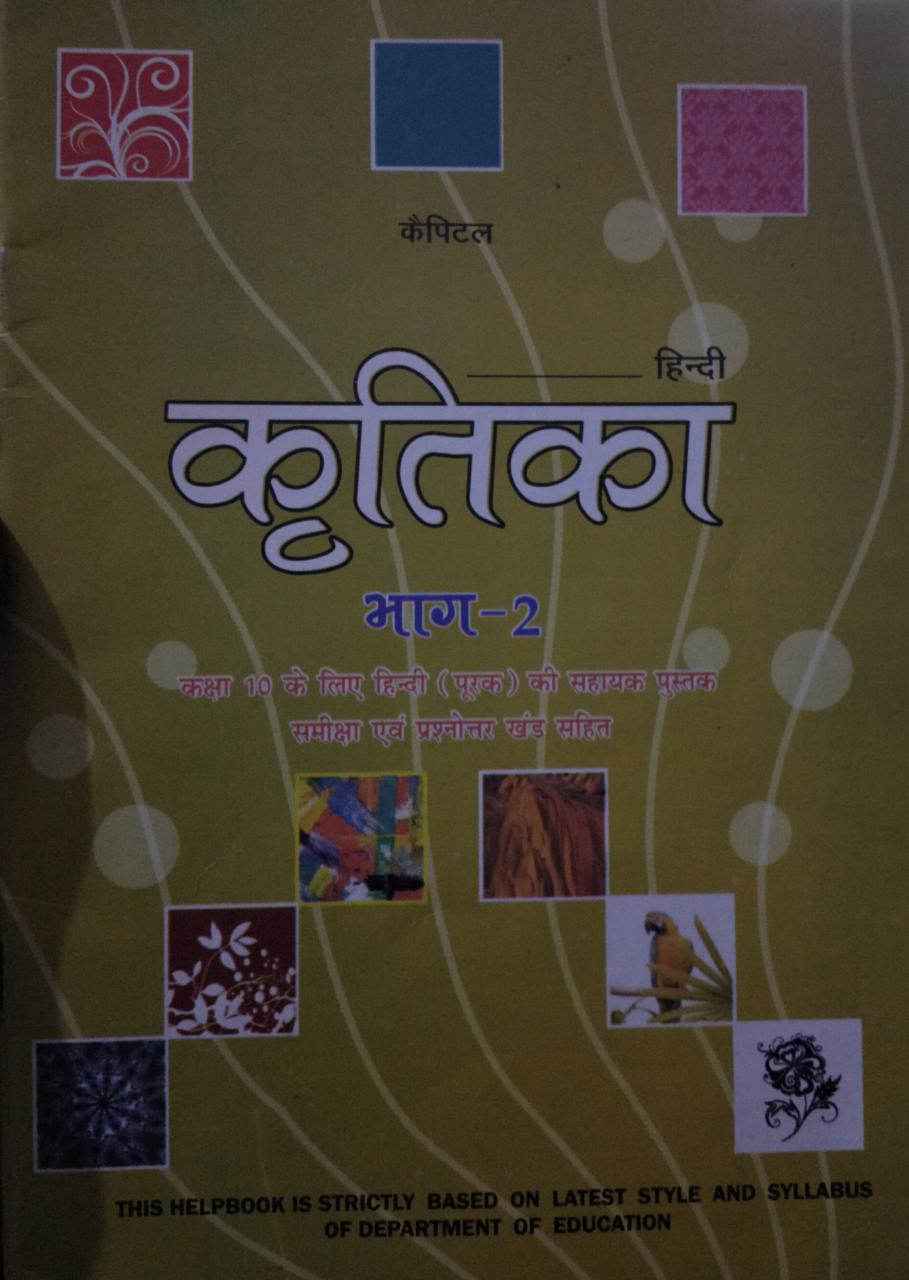 कैपिटल
हिन्दी
कृतिका
भाग-2
कक्षा 10 के लिए हिन्दी (पूरक) की सहायक पुस्तक
समीक्षा एवं प्रश्नोत्तर खंड सहित
THIS HELPBOOK IS STRICTLY BASED ON LATEST STYLE AND SYLLABUS
OF DEPARTMENT OF EDUCATION